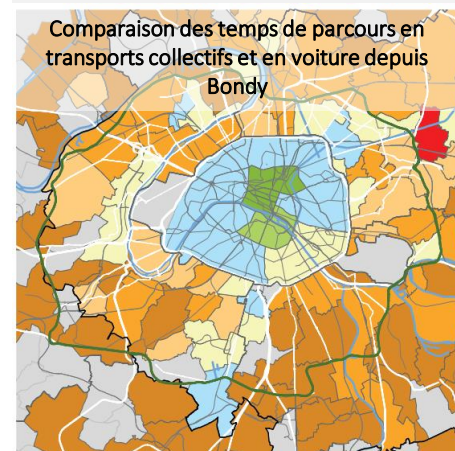 Comparaison des temps de parcours en
transports collectifs et en voiture depuis
Bondy